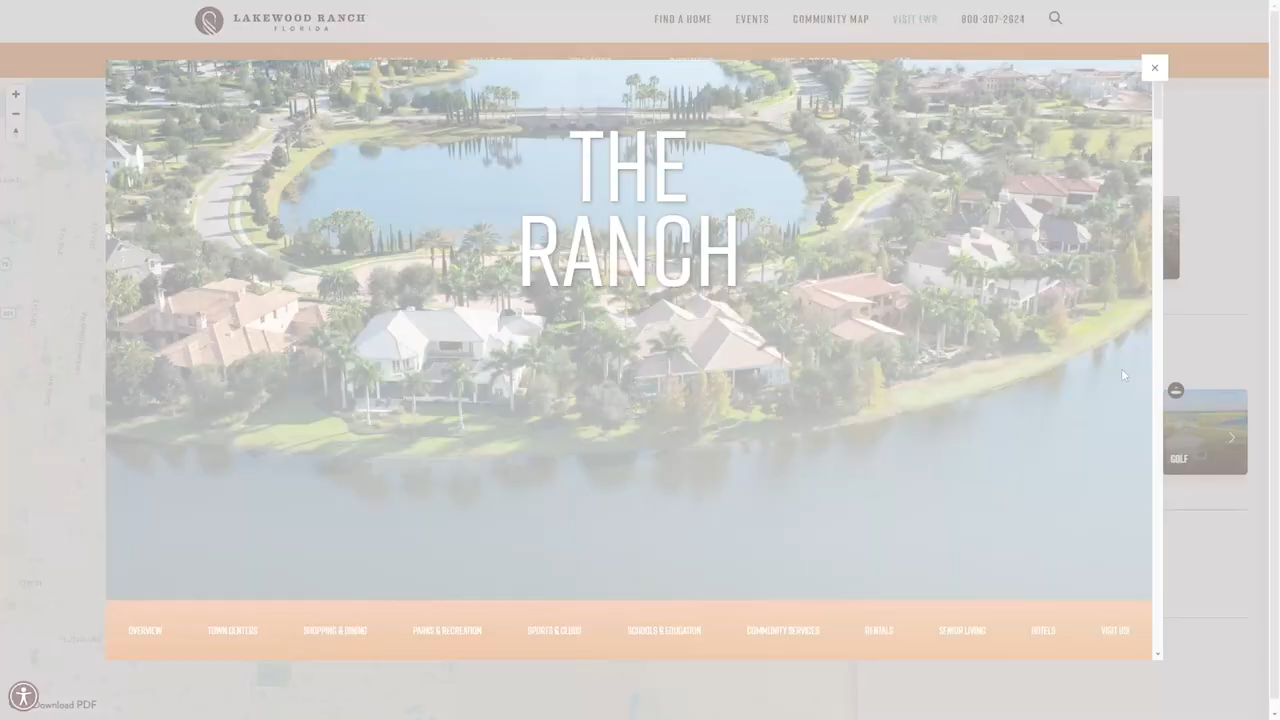 LAKEWOOD RANCH
FLORIDA
FIND A HOME
EVENTS
COMMUNITY MAP
VISIT LWR
800-307-2624
THE
RANCH
GOLF
OVERVIEW
TOWN CENTERS
SHOPPING & DINING
PARKS & RECREATION
SPORTS & CLUBS
SCHOOLS & EDUCATION
COMMUNITY SERVICES
RENTALS
SENIOR LIVING
HOTELS
VISIT US!
Download PDF